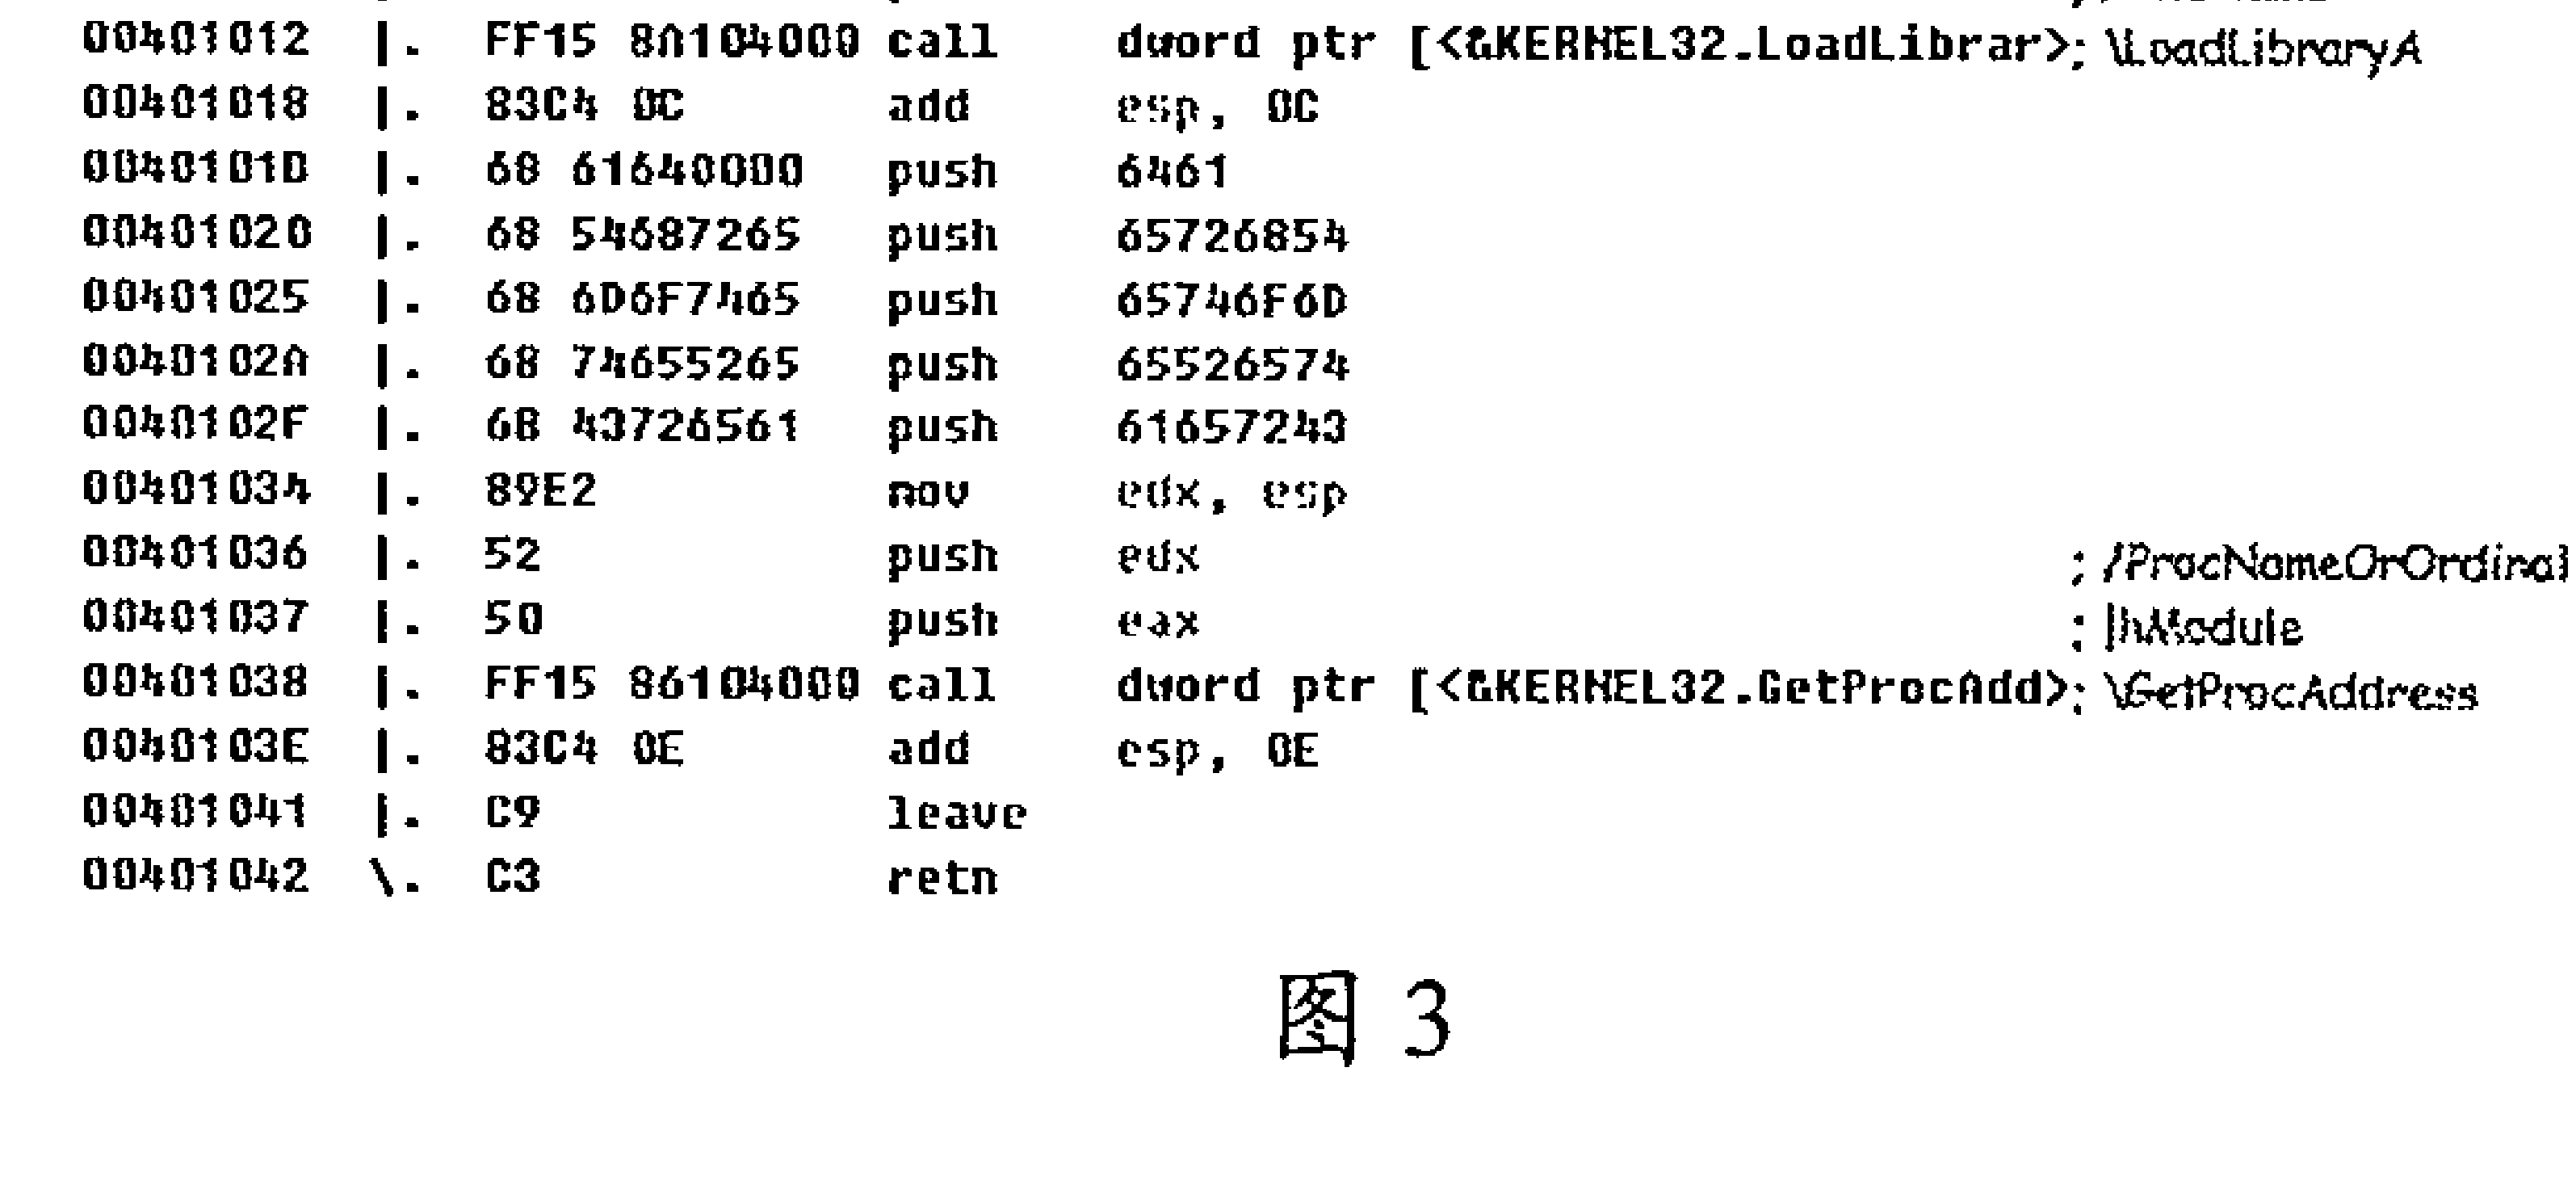 00401012 |. FF15 8A104000 call dword ptr [<&KERNEL32.LoadLibrar>; \LoadLibraryA
00401018 |. 83C4 0C add esp, 0C
0040101B |. 68 61640000 push 6461
00401020 |. 68 54687265 push 65726854
00401025 |. 68 6D6F7465 push 65746F6D
0040102A |. 68 74655265 push 65526574
0040102F |. 68 43726561 push 61657243
00401034 |. 89E2 mov edx, esp
00401036 |. 52 push edx ; /ProcNameOrOrdinal
00401037 |. 50 push eax ; |hModule
00401038 |. FF15 86104000 call dword ptr [<&KERNEL32.GetProcAdd>; \GetProcAddress
0040103E |. 83C4 0E add esp, 0E
00401041 |. C9 leave
00401042 \. C3 retn
图 3